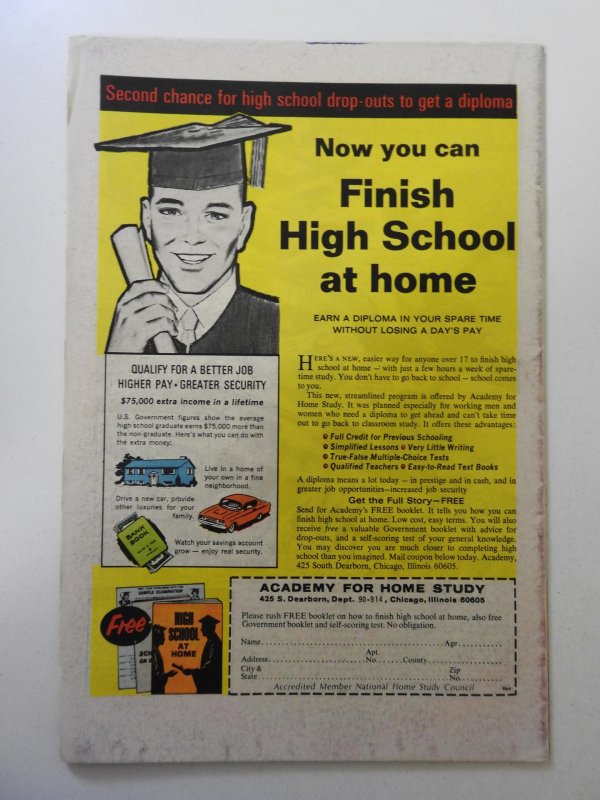 Second chance for high school drop-outs to get a diploma
Now you can
Finish
High School
at home
EARN A DIPLOMA IN YOUR SPARE TIME
WITHOUT LOSING A DAY'S PAY
QUALIFY FOR A BETTER JOB
HIGHER PAY • GREATER SECURITY
$75,000 extra income in a lifetime
U.S. Government figures show the average
high school graduate earns $75,000 more than
the non-graduate. Here's what you can do with
the extra money:
Live in a home of
your own in a fine
neighborhood.
Drive a new car, provide
other luxuries for your
family.
BANK
BOOK
Watch your savings account
grow — enjoy real security.
HERE'S A NEW, easier way for anyone over 17 to finish high
school at home – with just a few hours a week of spare-
time study. You don't have to go back to school – school comes
to you.
This new, streamlined program is offered by Academy for
Home Study. It was planned especially for working men and
women who need a diploma to get ahead and can't take time
out to go back to classroom study. It offers these advantages:
• Full Credit for Previous Schooling
• Simplified Lessons • Very Little Writing
• True-False Multiple-Choice Tests
• Qualified Teachers • Easy-to-Read Text Books
A diploma means a lot today – in prestige and in cash, and in
greater job opportunities–increased job security
Get the Full Story–FREE
Send for Academy's FREE booklet. It tells you how you can
finish high school at home. Low cost, easy terms. You will also
receive free a valuable Government booklet with advice for
drop-outs, and a self-scoring test of your general knowledge.
You may discover you are much closer to completing high
school than you imagined. Mail coupon below today. Academy,
425 South Dearborn, Chicago, Illinois 60605.
Free
SAMPLE EXAMINATION
HIGH
SCHOOL
AT
HOME
ACADEMY FOR HOME STUDY
425 S. Dearborn, Dept. 90-914, Chicago, Illinois 60605
Please rush FREE booklet on how to finish high school at home, also free
Government booklet and self-scoring test. No obligation.
Name Age
Apt.
Address No. County
City & Zip
State No.
Accredited Member National Home Study Council